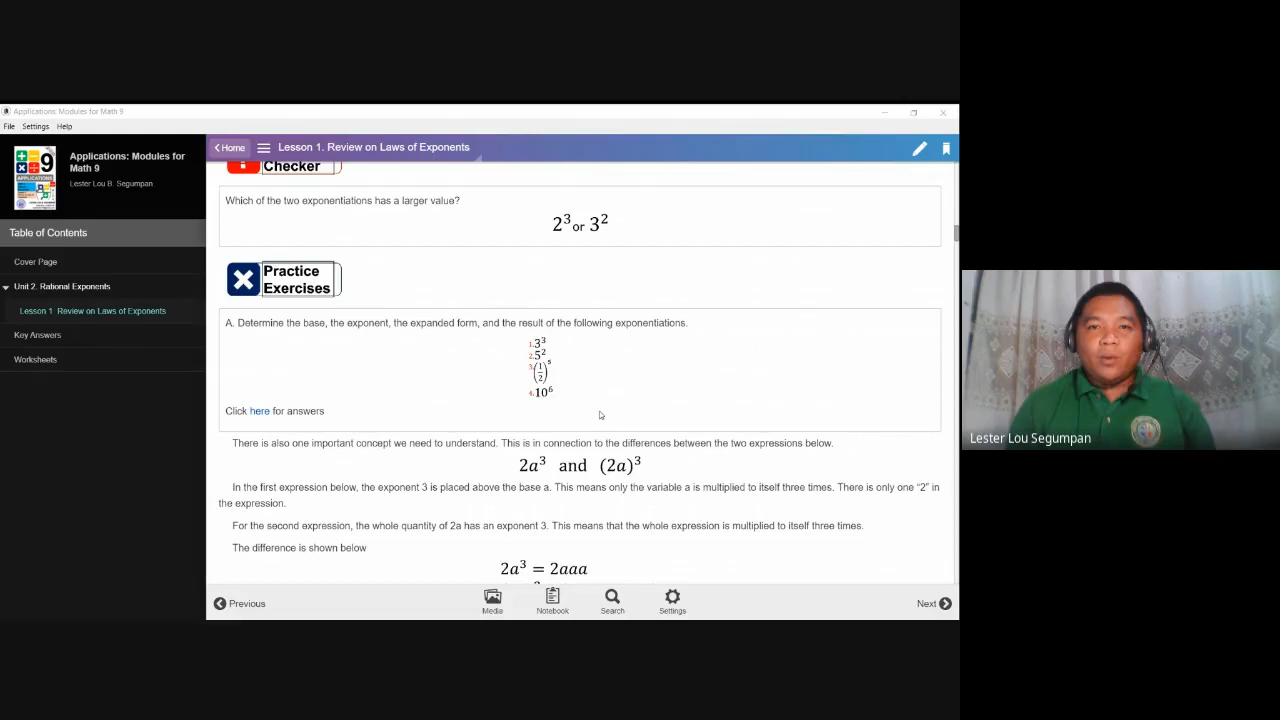 Applications: Modules for Math 9
File Settings Help
9
APPLICATIONS
Applications: Modules for
Math 9
Lester Lou B. Segumpan
Table of Contents
Cover Page
Unit 2. Rational Exponents
Lesson 1 Review on Laws of Exponents
Key Answers
Worksheets
Home
Lesson 1. Review on Laws of Exponents
Checker
Which of the two exponentiations has a larger value?
2³ or 3²
Practice
Exercises
A. Determine the base, the exponent, the expanded form, and the result of the following exponentiations.
1. 3³
2. 5²
3. (1/2)⁵
4. 10⁶
Click here for answers
There is also one important concept we need to understand. This is in connection to the differences between the two expressions below.
2a³ and (2a)³
In the first expression below, the exponent 3 is placed above the base a. This means only the variable a is multiplied to itself three times. There is only one “2” in
the expression.
For the second expression, the whole quantity of 2a has an exponent 3. This means that the whole expression is multiplied to itself three times.
The difference is shown below
2a³ = 2aaa
Previous
Media
Notebook
Search
Settings
Next
Lester Lou Segumpan